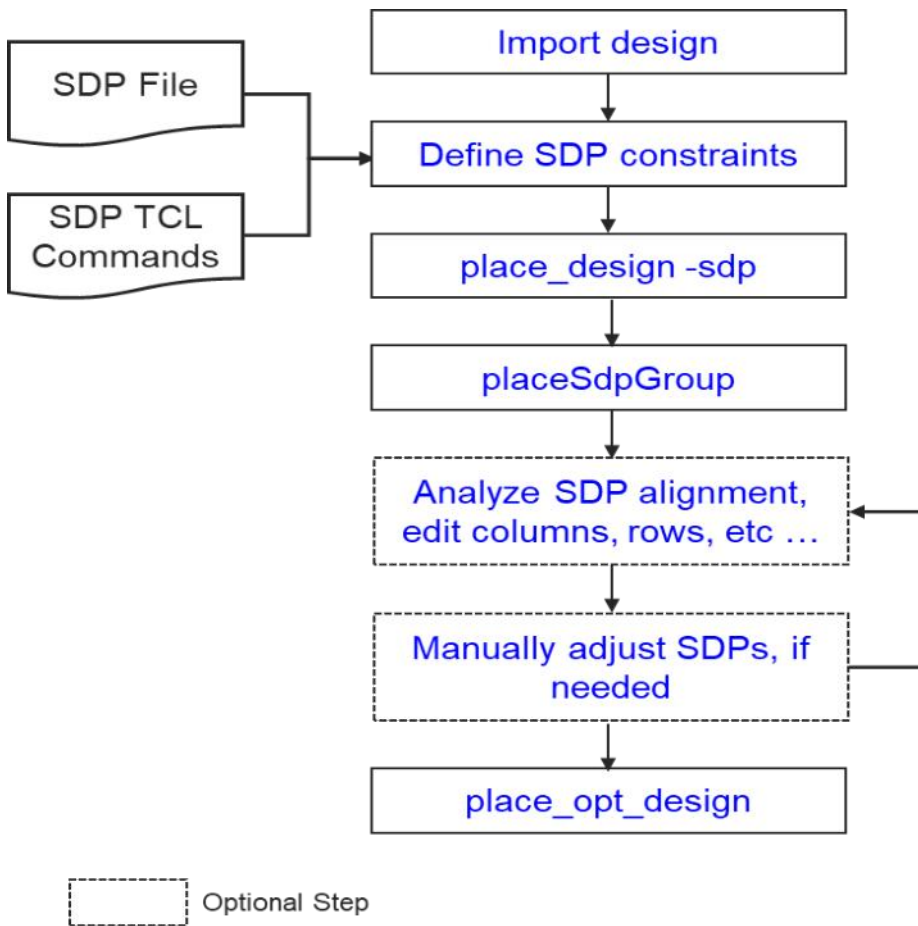 Import design
SDP File
Define SDP constraints
SDP TCL
Commands
place_design -sdp
placeSdpGroup
Analyze SDP alignment,
edit columns, rows, etc ...
Manually adjust SDPs, if
needed
place_opt_design
Optional Step